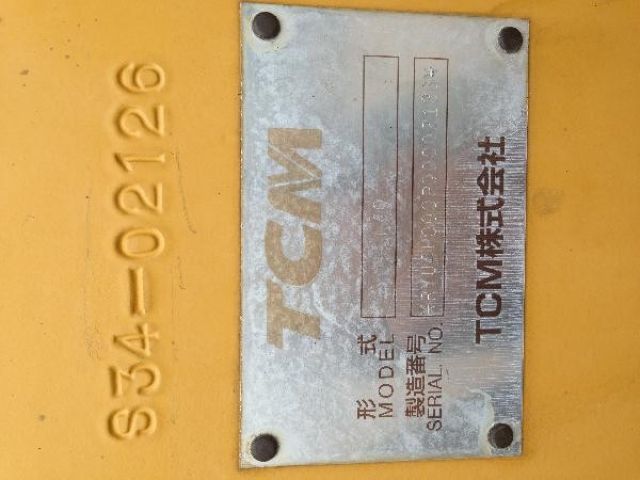 S34-02126
TCM
形式
MODEL
製造番号
SERIAL. NO.
TCM株式会社